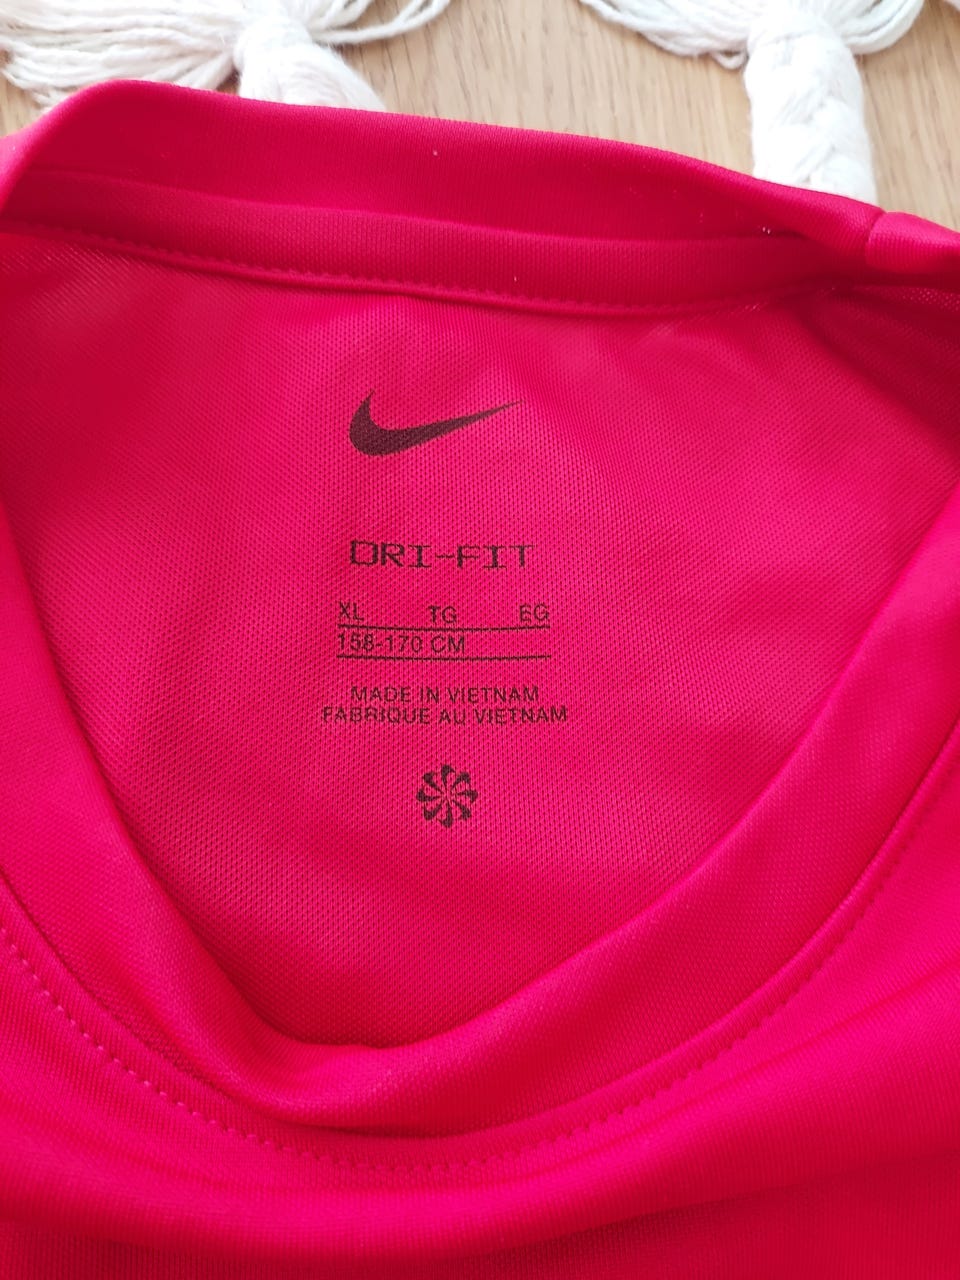 DRI-FIT
XL TG EG
158-170 CM
MADE IN VIETNAM
FABRIQUE AU VIETNAM